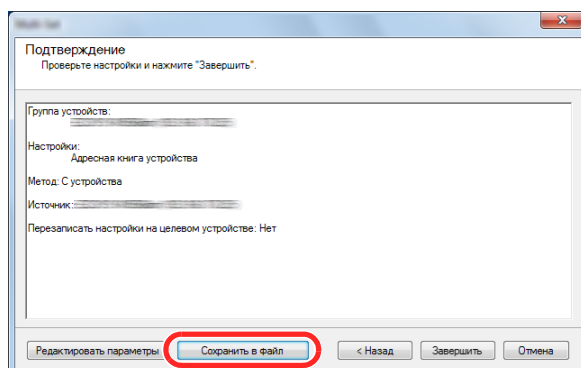 Подтверждение
Проверьте настройки и нажмите "Завершить".
Группа устройств:
Настройки:
Адресная книга устройства
Метод: С устройства
Источник:
Перезаписать настройки на целевом устройстве: Нет
Редактировать параметры Сохранить в файл < Назад Завершить Отмена